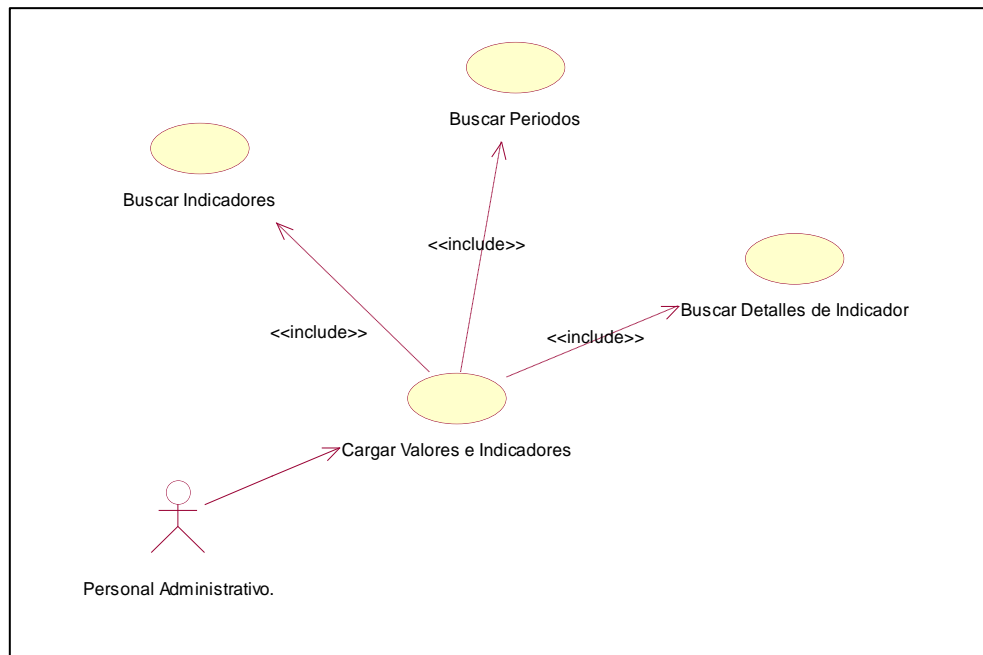 Buscar Periodos
Buscar Indicadores
<<include>>
Buscar Detalles de Indicador
<<include>>
<<include>>
Cargar Valores e Indicadores
Personal Administrativo.